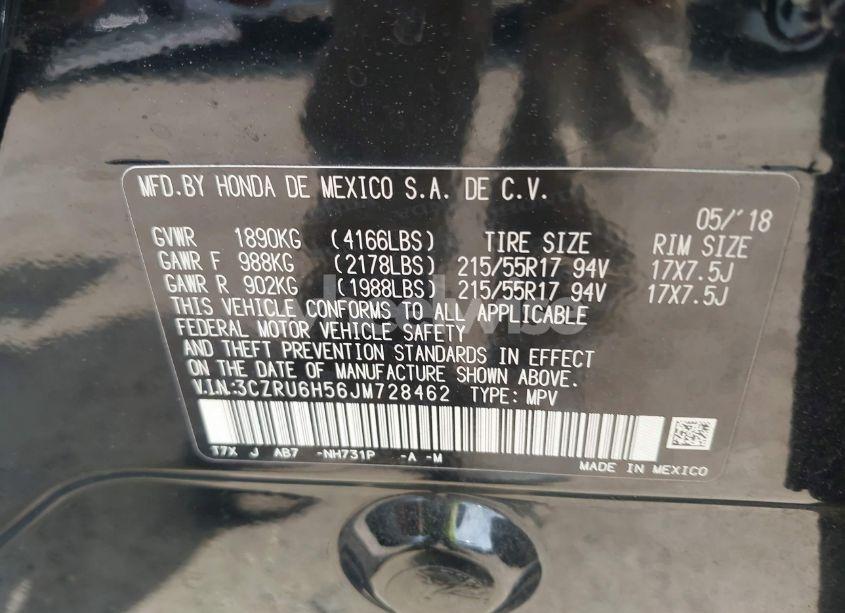 MFD.BY HONDA DE MEXICO S.A. DE C.V.
05/'18
GVWR 1890KG (4166LBS) TIRE SIZE RIM SIZE
GAWR F 988KG (2178LBS) 215/55R17 94V 17X7.5J
GAWR R 902KG (1988LBS) 215/55R17 94V 17X7.5J
THIS VEHICLE CONFORMS TO ALL APPLICABLE
FEDERAL MOTOR VEHICLE SAFETY
AND THEFT PREVENTION STANDARDS IN EFFECT
ON THE DATE OF MANUFACTURE SHOWN ABOVE.
V.I.N.:3CZRU6H56JM728462 TYPE: MPV
T7X J AB7 -NH731P -A -M
MADE IN MEXICO